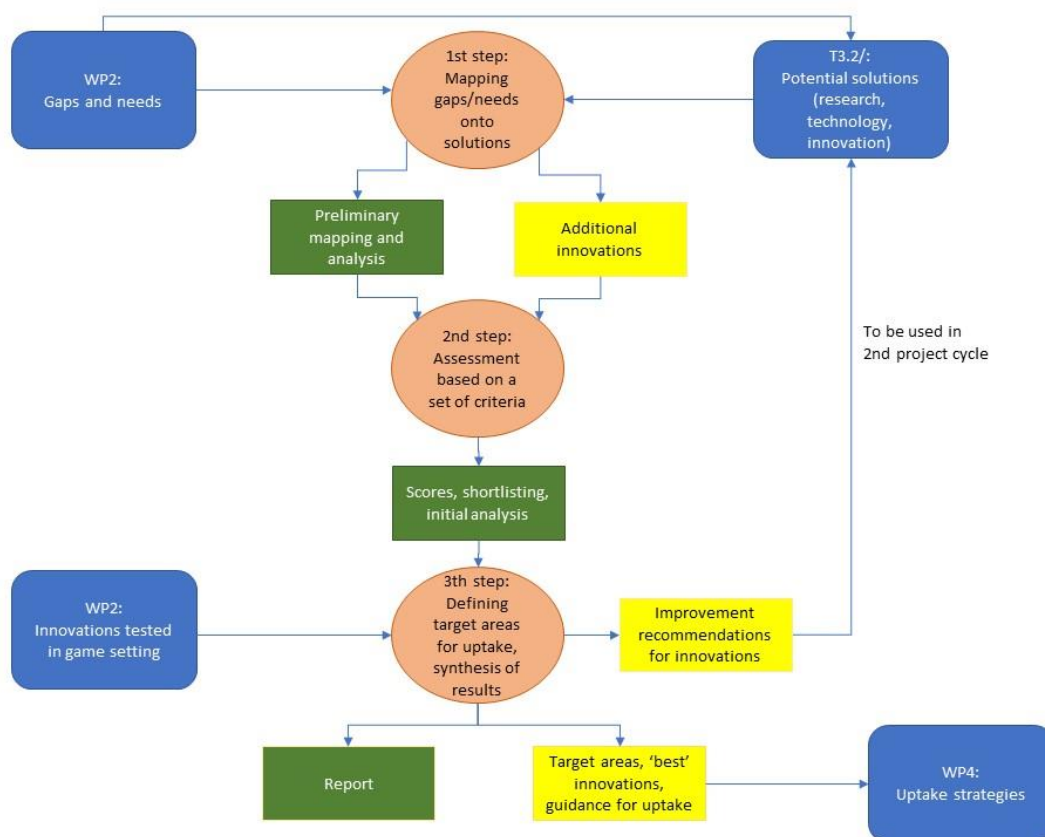 WP2:
Gaps and needs
1st step:
Mapping
gaps/needs
onto
solutions
T3.2/:
Potential solutions
(research,
technology,
innovation)
Preliminary
mapping and
analysis
Additional
innovations
2nd step:
Assessment
based on a
set of criteria
To be used in
2nd project cycle
Scores, shortlisting,
initial analysis
WP2:
Innovations tested
in game setting
3th step:
Defining
target areas
for uptake,
synthesis of
results
Improvement
recommendations
for innovations
Report
Target areas, ‘best’
innovations,
guidance for uptake
WP4:
Uptake strategies